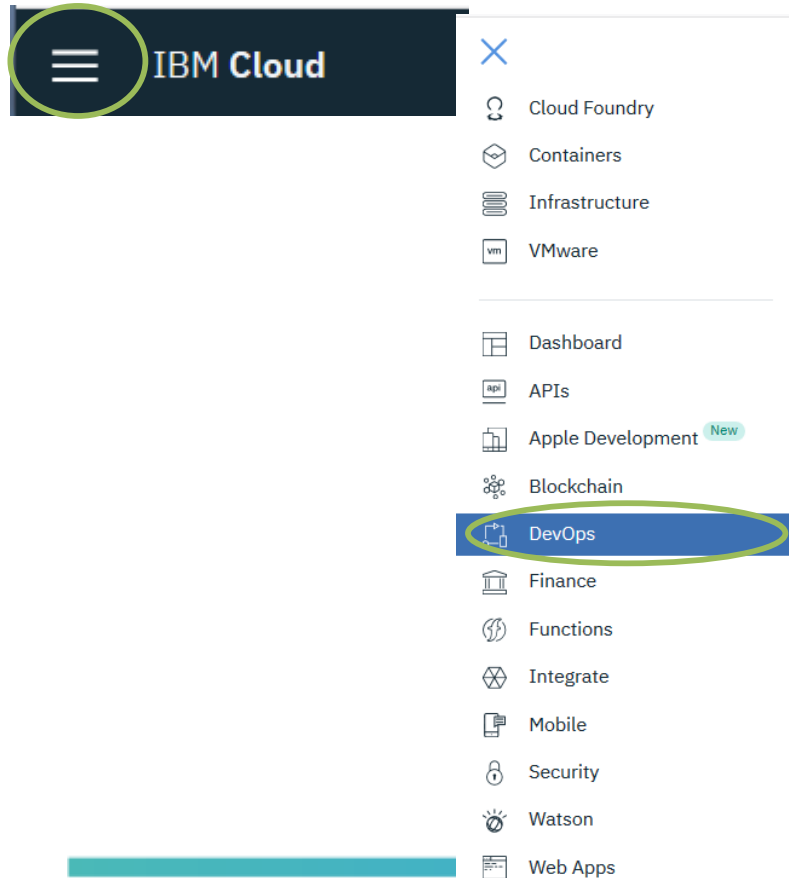 IBM Cloud
Cloud Foundry
Containers
Infrastructure
vm VMware
Dashboard
api APIs
Apple Development New
Blockchain
DevOps
Finance
Functions
Integrate
Mobile
Security
Watson
Web Apps